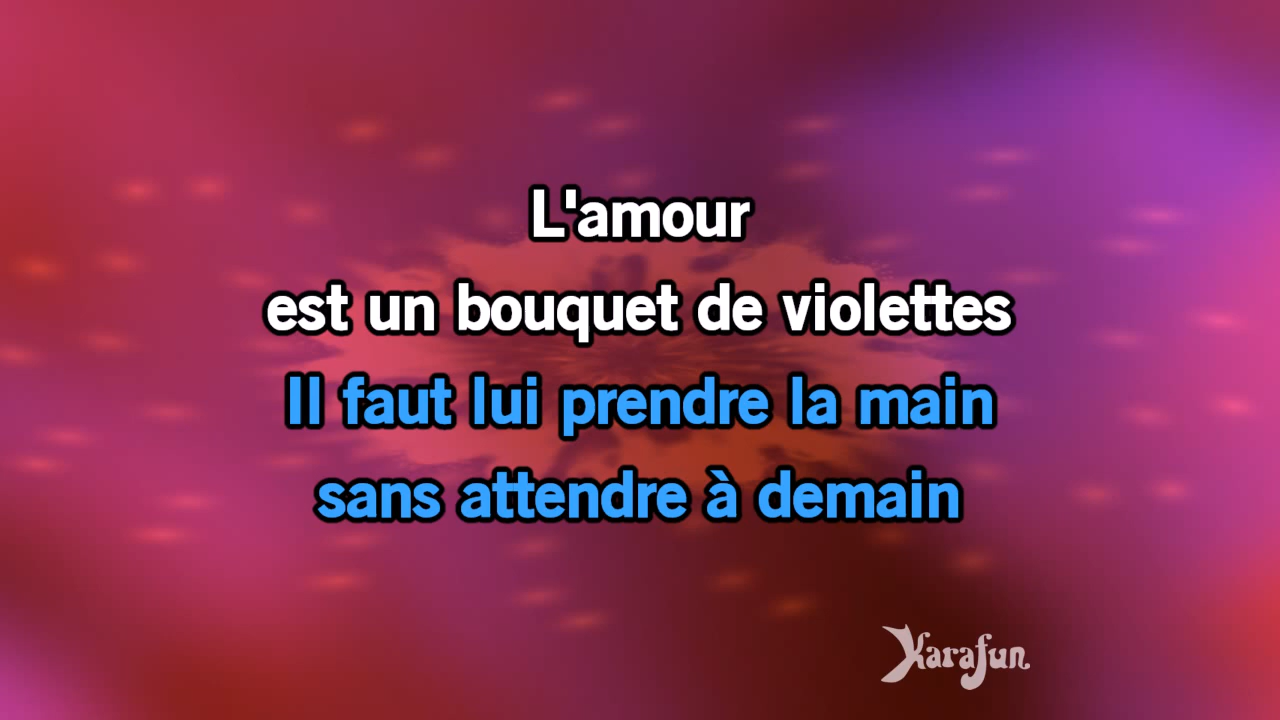 L'amour
est un bouquet de violettes
Il faut lui prendre la main
sans attendre à demain
Karafun